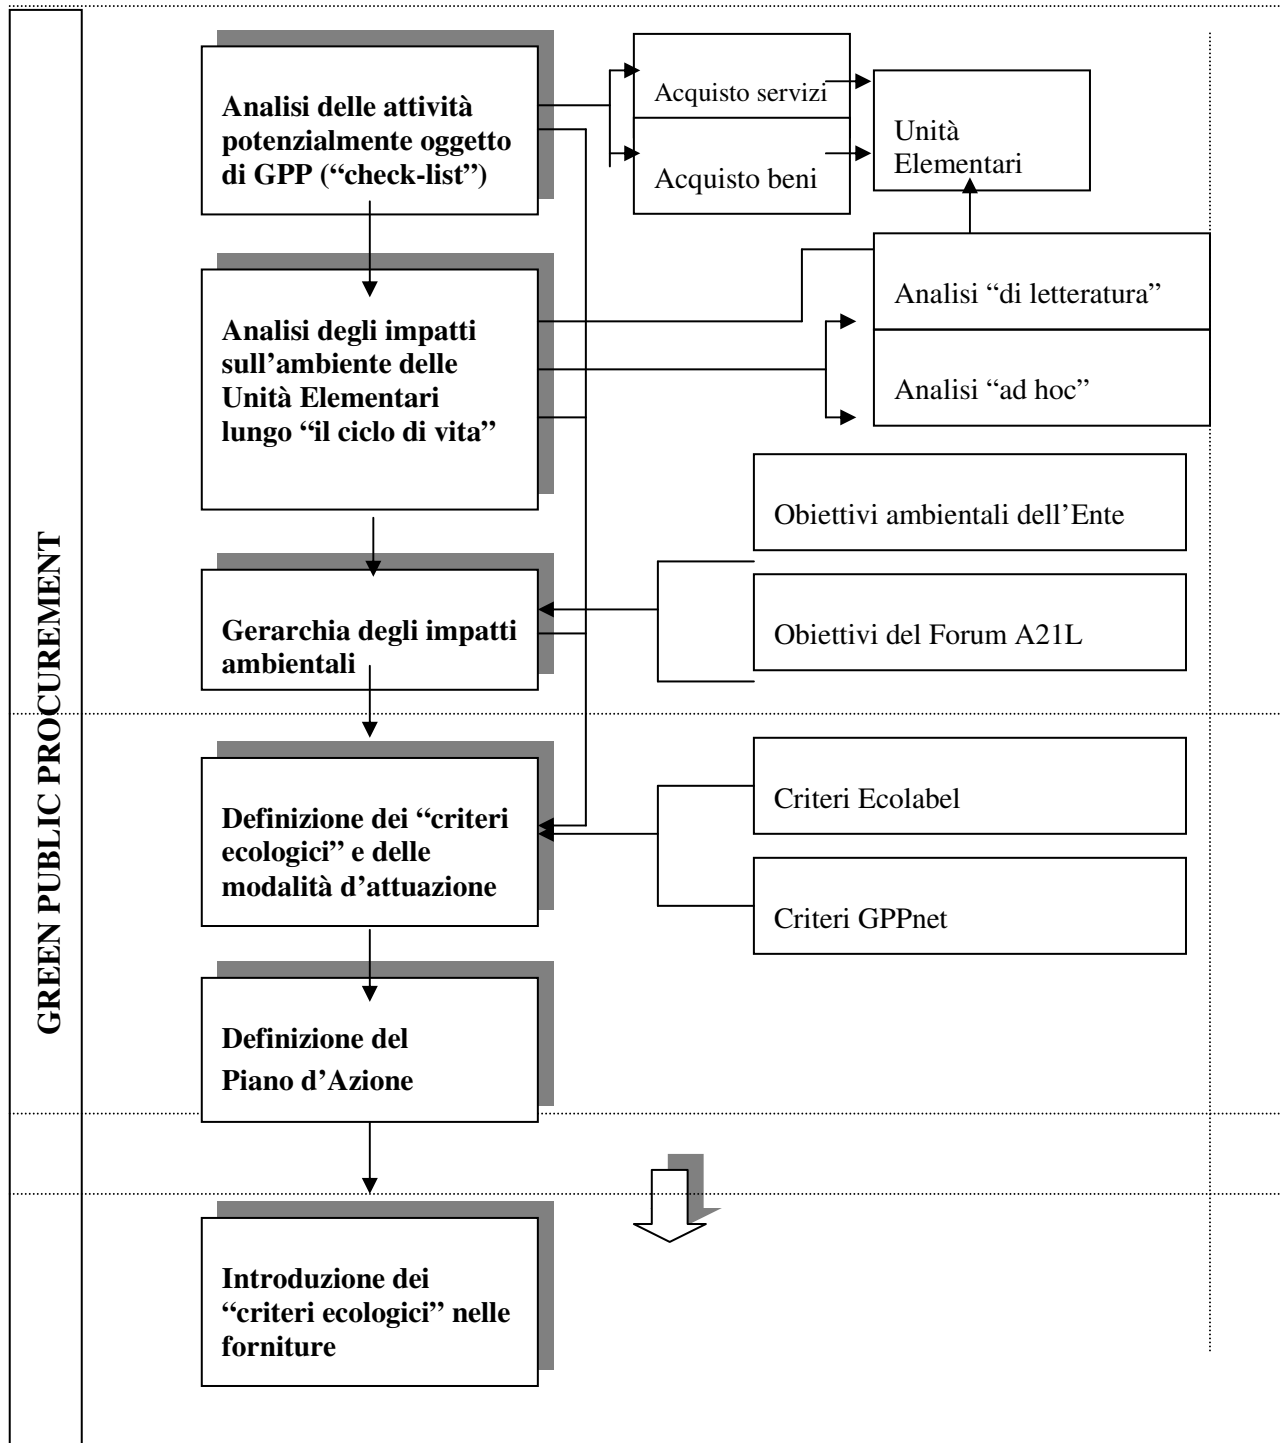 GREEN PUBLIC PROCUREMENT
Analisi delle attività
potenzialmente oggetto
di GPP (“check-list”)
Acquisto servizi
Acquisto beni
Unità
Elementari
Analisi degli impatti
sull’ambiente delle
Unità Elementari
lungo “il ciclo di vita”
Analisi “di letteratura”
Analisi “ad hoc”
Gerarchia degli impatti
ambientali
Obiettivi ambientali dell’Ente
Obiettivi del Forum A21L
Definizione dei “criteri
ecologici” e delle
modalità d’attuazione
Criteri Ecolabel
Criteri GPPnet
Definizione del
Piano d’Azione
Introduzione dei
“criteri ecologici” nelle
forniture